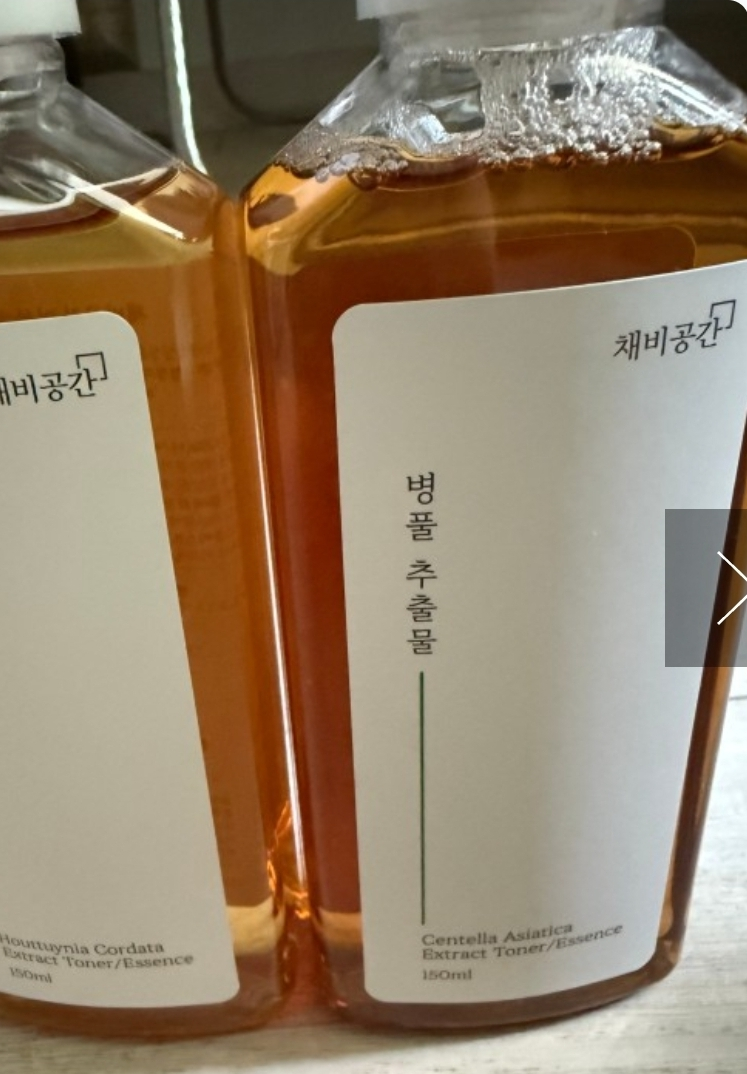 비공간
Houttuynia Cordata
Extract Toner/Essence
150ml
채비공간
병풀 추출물
Centella Asiatica
Extract Toner/Essence
150ml